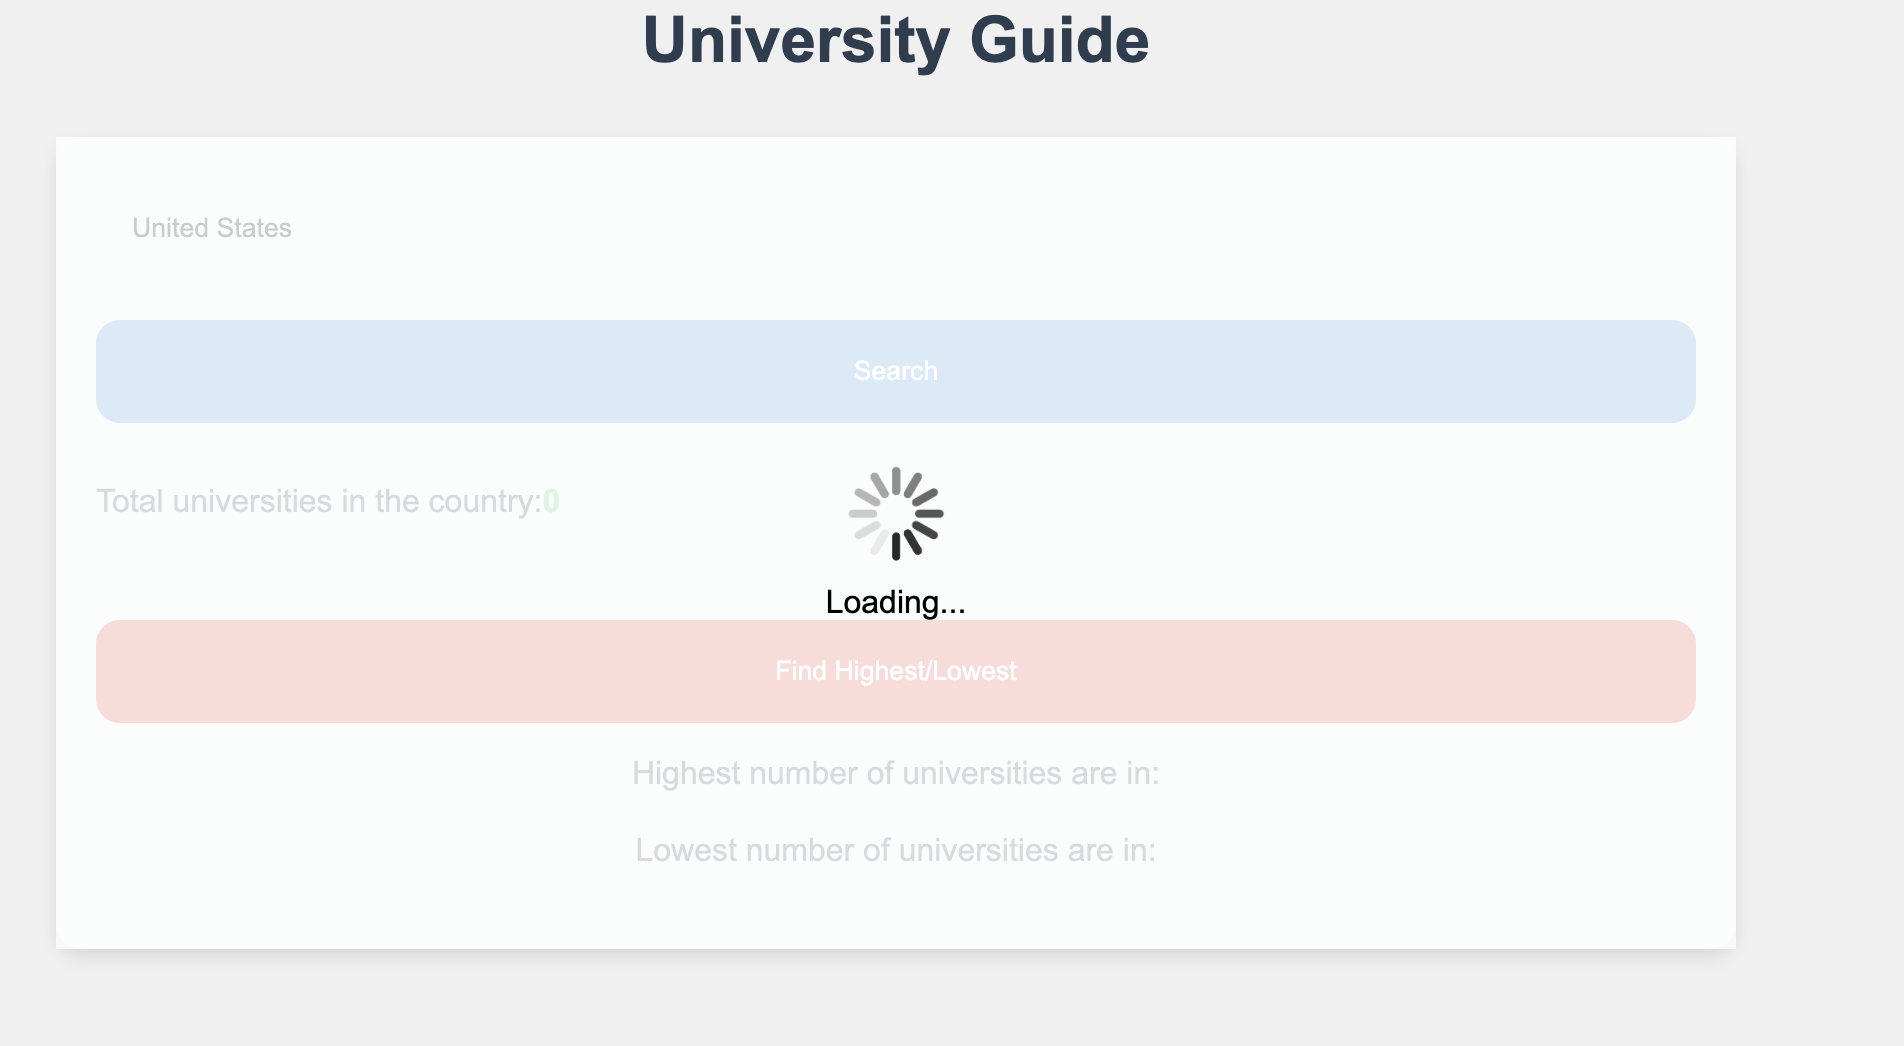 University Guide
United States
Search
Total universities in the country:0
Loading...
Find Highest/Lowest
Highest number of universities are in:
Lowest number of universities are in: